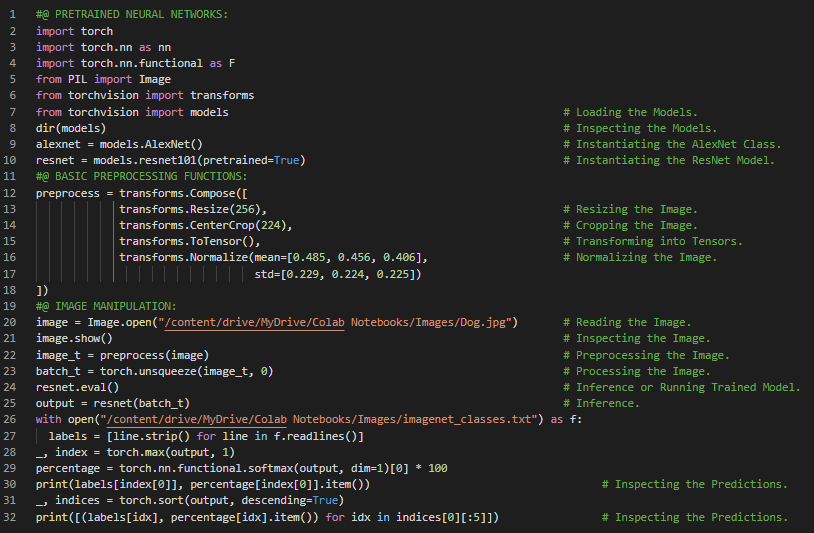 1 #@ PRETRAINED NEURAL NETWORKS:
2 import torch
3 import torch.nn as nn
4 import torch.nn.functional as F
5 from PIL import Image
6 from torchvision import transforms
7 from torchvision import models # Loading the Models.
8 dir(models) # Inspecting the Models.
9 alexnet = models.AlexNet() # Instantiating the AlexNet Class.
10 resnet = models.resnet101(pretrained=True) # Instantiating the ResNet Model.
11 #@ BASIC PREPROCESSING FUNCTIONS:
12 preprocess = transforms.Compose([
13 transforms.Resize(256), # Resizing the Image.
14 transforms.CenterCrop(224), # Cropping the Image.
15 transforms.ToTensor(), # Transforming into Tensors.
16 transforms.Normalize(mean=[0.485, 0.456, 0.406], # Normalizing the Image.
17 std=[0.229, 0.224, 0.225])
18 ])
19 #@ IMAGE MANIPULATION:
20 image = Image.open("/content/drive/MyDrive/Colab Notebooks/Images/Dog.jpg") # Reading the Image.
21 image.show() # Inspecting the Image.
22 image_t = preprocess(image) # Preprocessing the Image.
23 batch_t = torch.unsqueeze(image_t, 0) # Processing the Image.
24 resnet.eval() # Inference or Running Trained Model.
25 output = resnet(batch_t) # Inference.
26 with open("/content/drive/MyDrive/Colab Notebooks/Images/imagenet_classes.txt") as f:
27 labels = [line.strip() for line in f.readlines()]
28 _, index = torch.max(output, 1)
29 percentage = torch.nn.functional.softmax(output, dim=1)[0] * 100
30 print(labels[index[0]], percentage[index[0]].item()) # Inspecting the Predictions.
31 _, indices = torch.sort(output, descending=True)
32 print([(labels[idx], percentage[idx].item()) for idx in indices[0][:5]]) # Inspecting the Predictions.